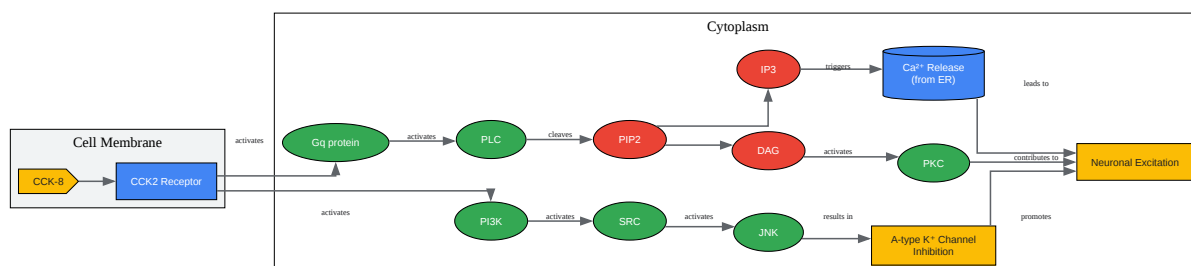 Cytoplasm
IP3
triggers
Ca²⁺ Release
(from ER)
leads to
Cell Membrane
activates
Gq protein
activates
PLC
cleaves
PIP2
DAG
activates
PKC
contributes to
Neuronal Excitation
CCK-8
CCK2 Receptor
activates
PI3K
activates
SRC
activates
JNK
results in
A-type K⁺ Channel
Inhibition
promotes